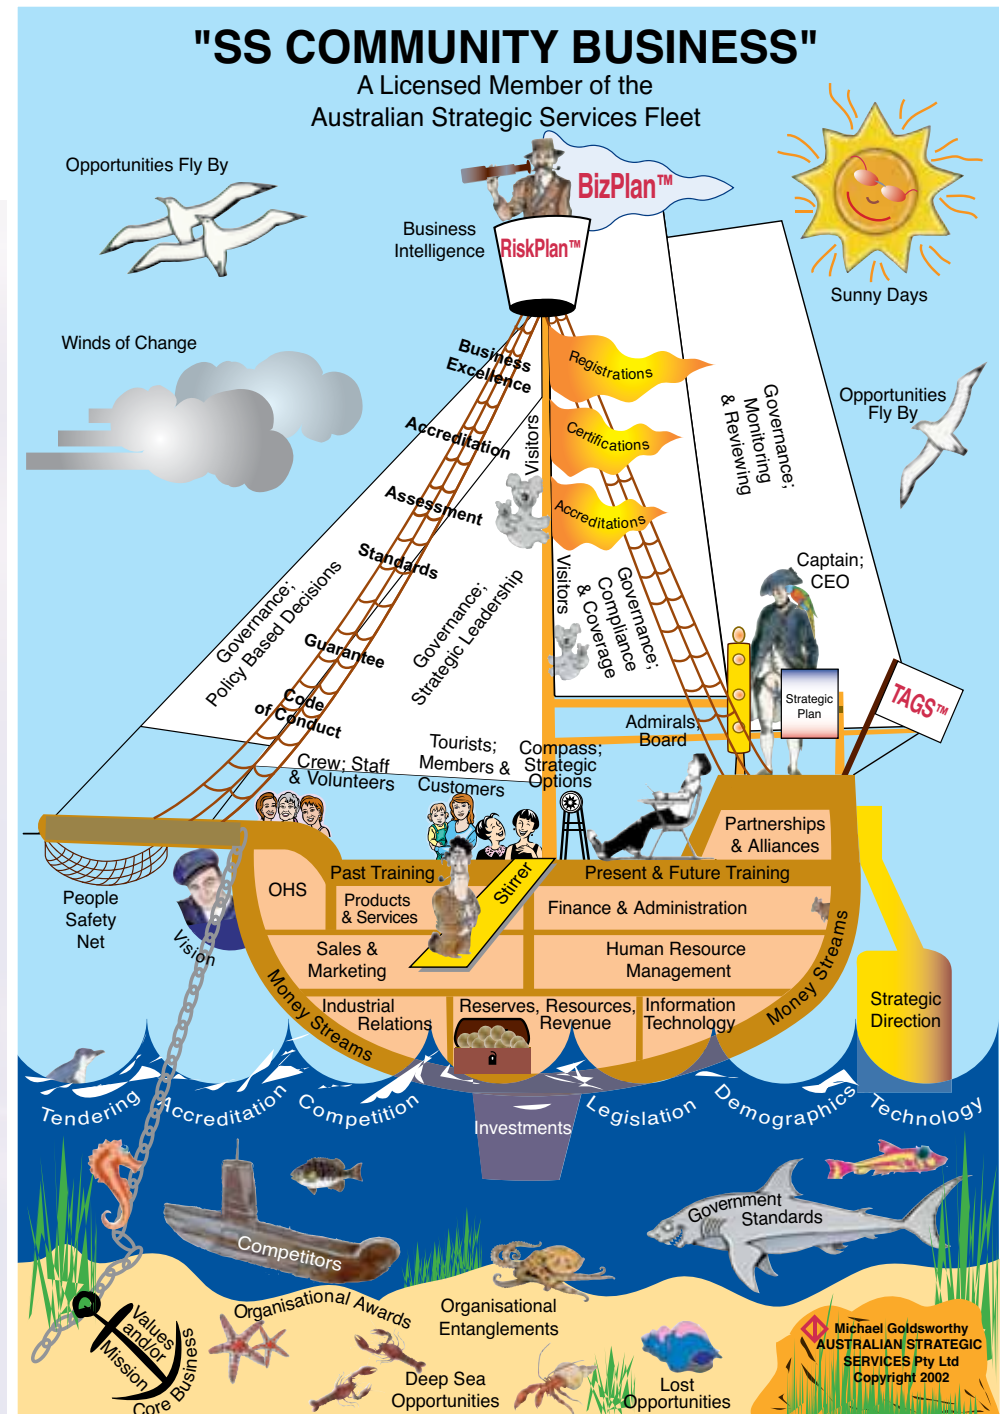 "SS COMMUNITY BUSINESS"
A Licensed Member of the
Australian Strategic Services Fleet
Opportunities Fly By
BizPlan™
Business
Intelligence
RiskPlan™
Sunny Days
Winds of Change
Business
Excellence
Registrations
Opportunities
Fly By
Governance;
Monitoring
& Reviewing
Accreditation
Visitors
Certifications
Assessment
Accreditations
Standards
Visitors
Captain;
CEO
Governance;
Policy Based Decisions
Governance;
Strategic Leadership
Governance;
Compliance
& Coverage
Guarantee
Code
of Conduct
Strategic
Plan
TAGS™
Admirals;
Board
Crew; Staff
& Volunteers
Tourists;
Members &
Customers
Compass;
Strategic
Options
Partnerships
& Alliances
People
Safety
Net
Vision
OHS
Past Training
Stirrer
Present & Future Training
Products
& Services
Finance & Administration
Sales &
Marketing
Human Resource
Management
Money Streams
Money Streams
Industrial
Relations
Reserves, Resources,
Revenue
Information
Technology
Strategic
Direction
Tendering
Accreditation
Competition
Investments
Legislation
Demographics
Technology
Competitors
Government
Standards
Values
and/or
Mission
Core Business
Organisational Awards
Organisational
Entanglements
Deep Sea
Opportunities
Lost
Opportunities
Michael Goldsworthy
AUSTRALIAN STRATEGIC
SERVICES Pty Ltd
Copyright 2002